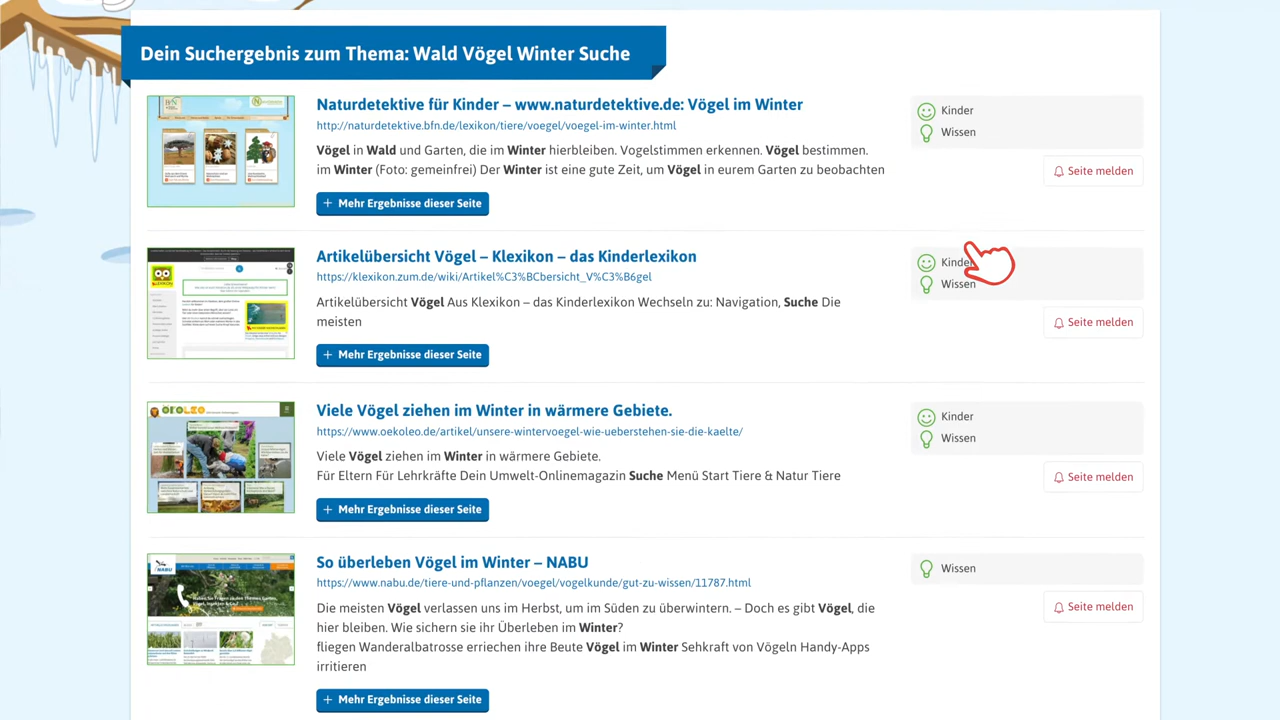 Dein Suchergebnis zum Thema: Wald Vögel Winter Suche
Naturdetektive für Kinder – www.naturdetektive.de: Vögel im Winter
http://naturdetektive.bfn.de/lexikon/tiere/voegel/voegel-im-winter.html
Vögel in Wald und Garten, die im Winter hierbleiben. Vogelstimmen erkennen. Vögel bestimmen.
im Winter (Foto: gemeinfrei) Der Winter ist eine gute Zeit, um Vögel in eurem Garten zu beobachten
+ Mehr Ergebnisse dieser Seite
Kinder
Wissen
Seite melden
Artikelübersicht Vögel – Klexikon – das Kinderlexikon
https://klexikon.zum.de/wiki/Artikel%C3%BCbersicht_V%C3%B6gel
Artikelübersicht Vögel Aus Klexikon – das Kinderlexikon Wechseln zu: Navigation, Suche Die
meisten
+ Mehr Ergebnisse dieser Seite
Kinder
Wissen
Seite melden
ÖKOLEO
Viele Vögel ziehen im Winter in wärmere Gebiete.
https://www.oekoleo.de/artikel/unsere-wintervoegel-wie-ueberstehen-sie-die-kaelte/
Viele Vögel ziehen im Winter in wärmere Gebiete.
Für Eltern Für Lehrkräfte Dein Umwelt-Onlinemagazin Suche Menü Start Tiere & Natur Tiere
+ Mehr Ergebnisse dieser Seite
Kinder
Wissen
Seite melden
NABU
So überleben Vögel im Winter – NABU
https://www.nabu.de/tiere-und-pflanzen/voegel/vogelkunde/gut-zu-wissen/11787.html
Die meisten Vögel verlassen uns im Herbst, um im Süden zu überwintern. – Doch es gibt Vögel, die
hier bleiben. Wie sichern sie ihr Überleben im Winter?
fliegen Wanderalbatrosse erriechen ihre Beute Vögel im Winter Sehkraft von Vögeln Handy-Apps
irritieren
+ Mehr Ergebnisse dieser Seite
Wissen
Seite melden